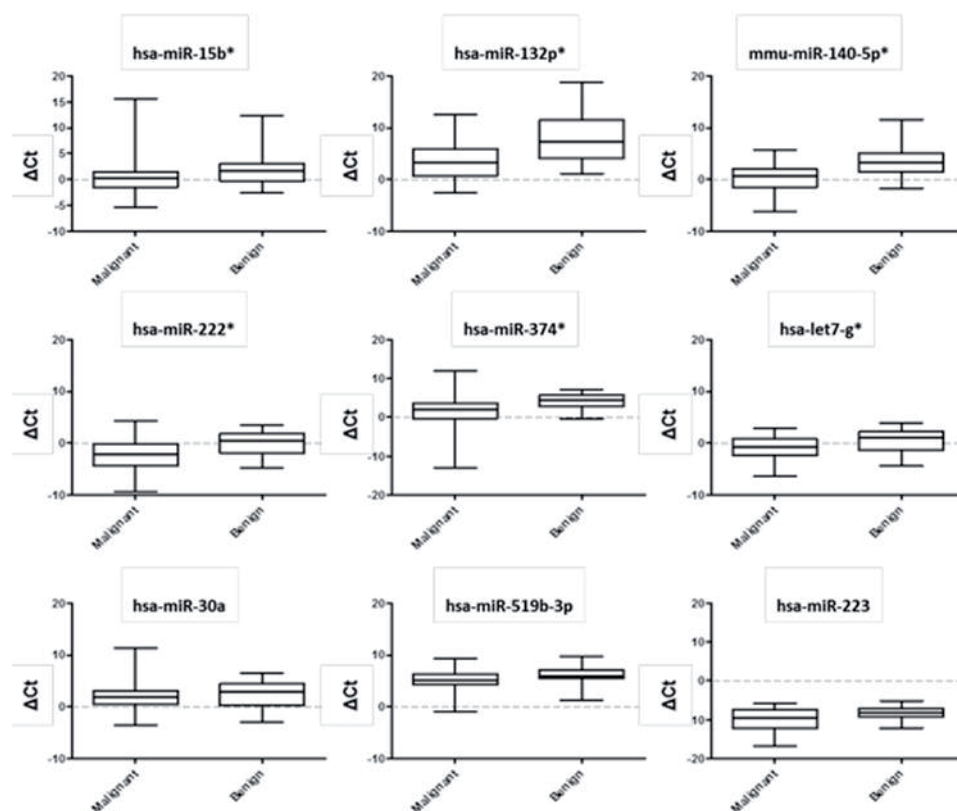 hsa-miR-15b*
20
15
10
5
0
-5
-10
ΔCt
Malignant
Benign
hsa-miR-132p*
20
10
0
-10
ΔCt
Malignant
Benign
mmu-miR-140-5p*
20
10
0
-10
ΔCt
Malignant
Benign
hsa-miR-222*
20
10
0
-10
ΔCt
Malignant
Benign
hsa-miR-374*
20
10
0
-10
-20
ΔCt
Malignant
Benign
hsa-let7-g*
20
10
0
-10
ΔCt
Malignant
Benign
hsa-miR-30a
20
10
0
-10
ΔCt
Malignant
Benign
hsa-miR-519b-3p
20
10
0
-10
ΔCt
Malignant
Benign
hsa-miR-223
20
10
0
-10
-20
ΔCt
Malignant
Benign